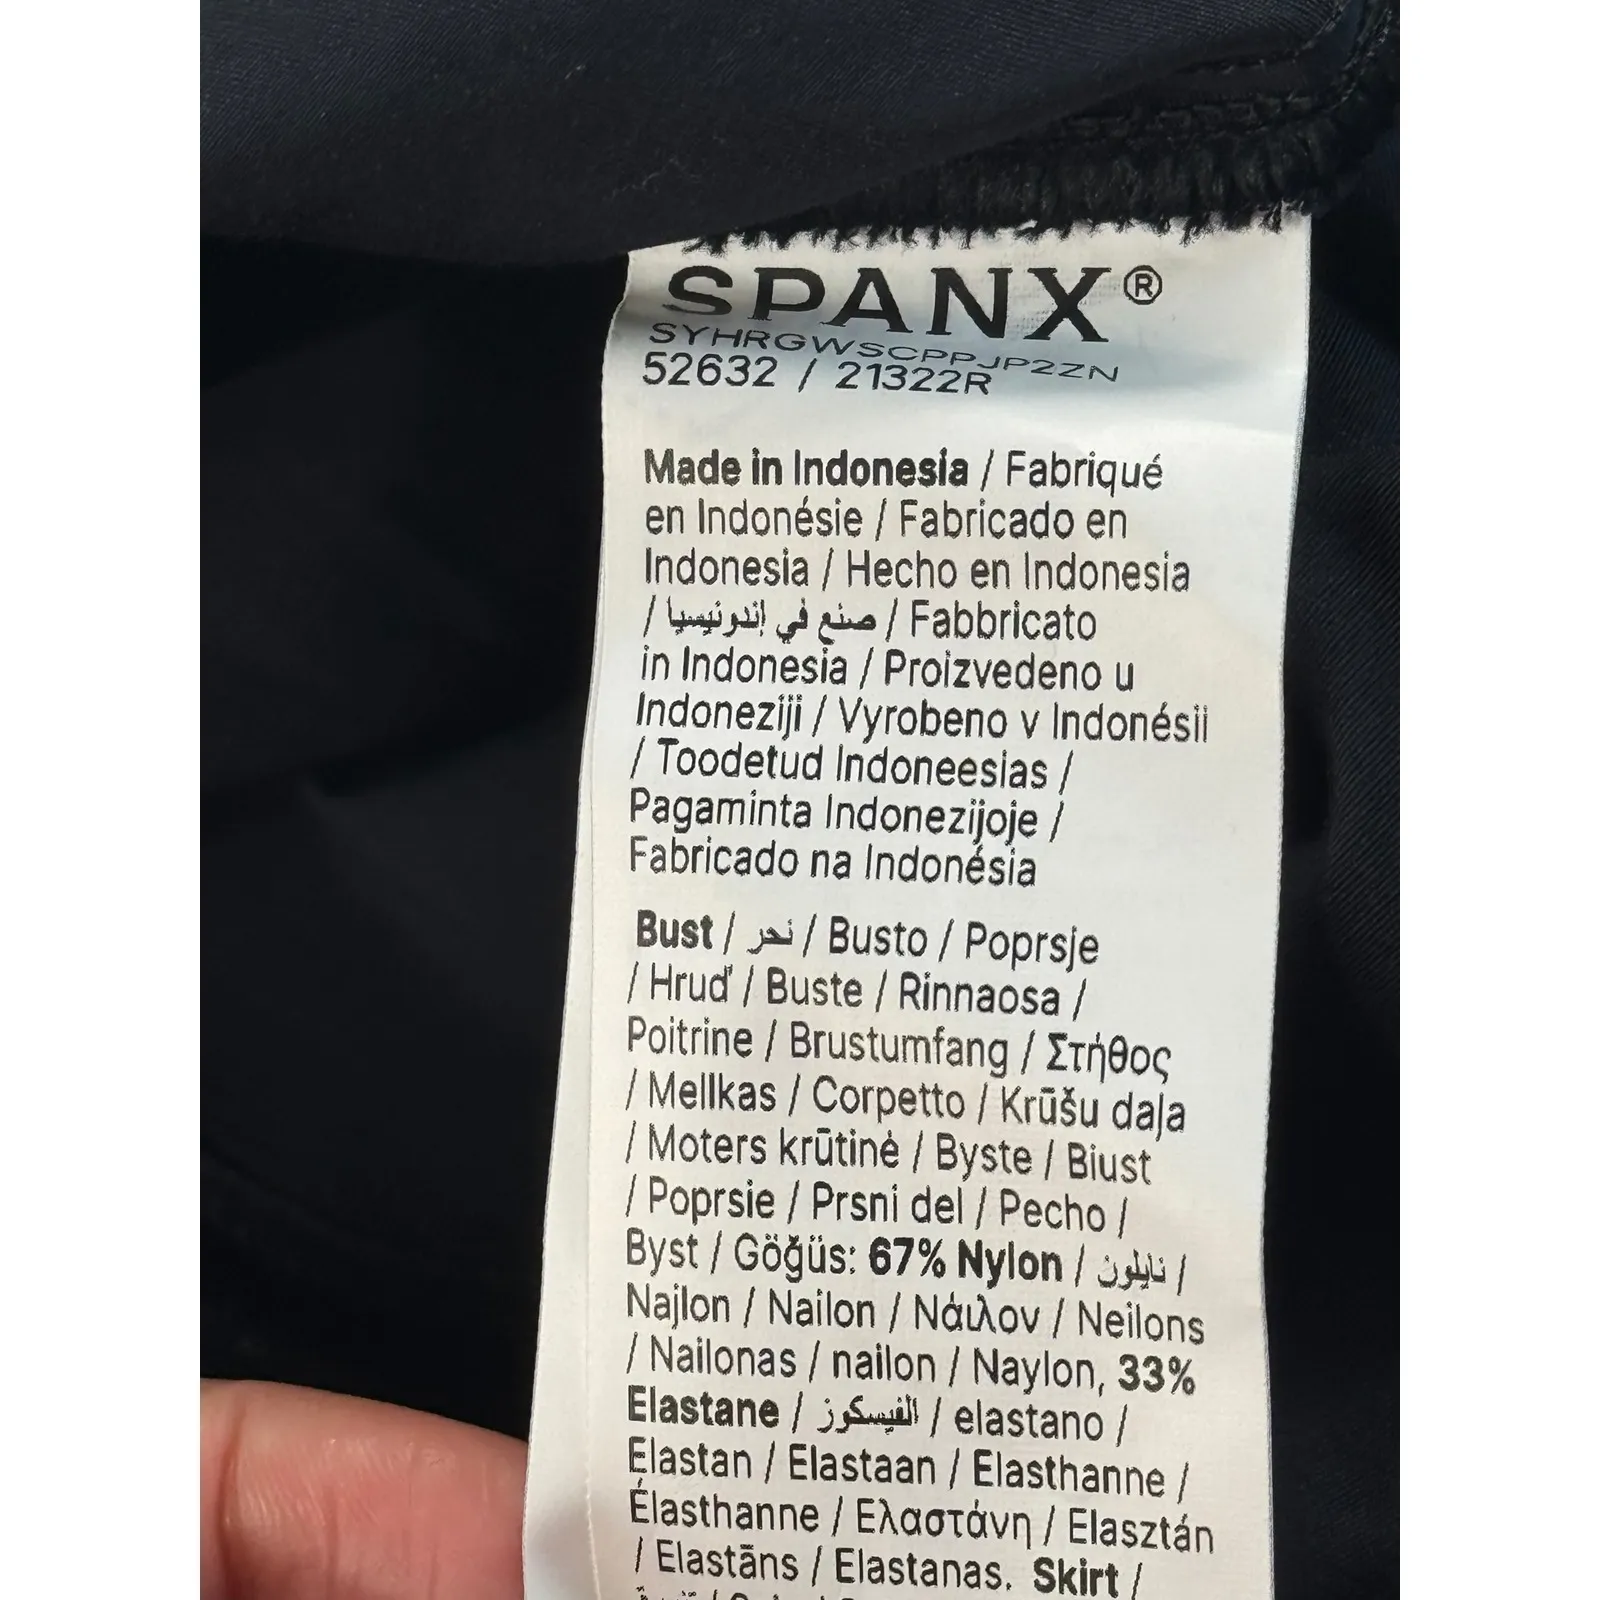 SPANX®
SYHRGWSCPPJP2ZN
52632 / 21322R
Made in Indonesia / Fabriqué
en Indonésie / Fabricado en
Indonesia / Hecho en Indonesia
/ صنع في إندونيسيا / Fabbricato
in Indonesia / Proizvedeno u
Indoneziji / Vyrobeno v Indonésii
/ Toodetud Indoneesias /
Pagaminta Indonezijoje /
Fabricado na Indonésia
Bust / نحر / Busto / Poprsje
/ Hruď / Buste / Rinnaosa /
Poitrine / Brustumfang / Στήθος
/ Mellkas / Corpetto / Krūšu daļa
/ Moters krūtinė / Byste / Biust
/ Poprsie / Prsni del / Pecho /
Byst / Göğüs: 67% Nylon / نايلون /
Najlon / Nailon / Νάιλον / Neilons
/ Nailonas / nailon / Naylon, 33%
Elastane / الفيسكوز / elastano /
Elastan / Elastaan / Elasthanne /
Élasthanne / Ελαστάνη / Elasztán
/ Elastāns / Elastanas. Skirt /